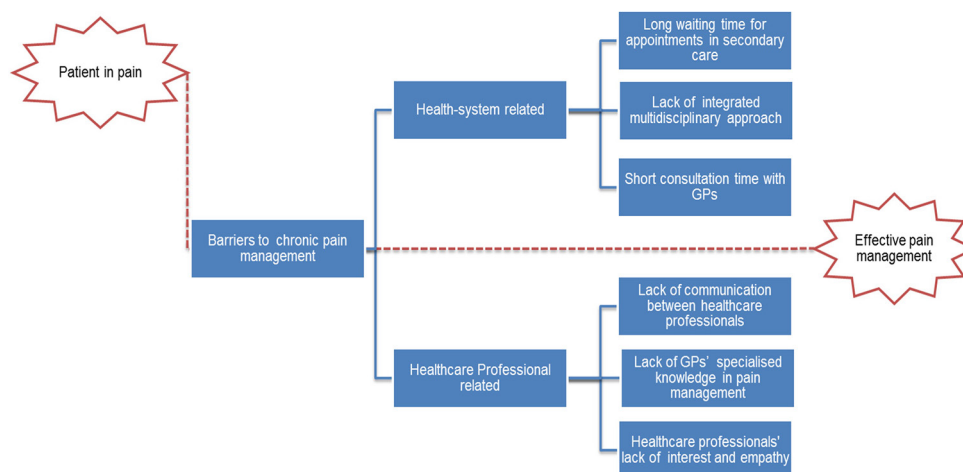 Patient in pain
Barriers to chronic pain
management
Health-system related
Long waiting time for
appointments in secondary
care
Lack of integrated
multidisciplinary approach
Short consultation time with
GPs
Healthcare Professional
related
Lack of communication
between healthcare
professionals
Lack of GPs' specialised
knowledge in pain
management
Healthcare professionals'
lack of interest and empathy
Effective pain
management